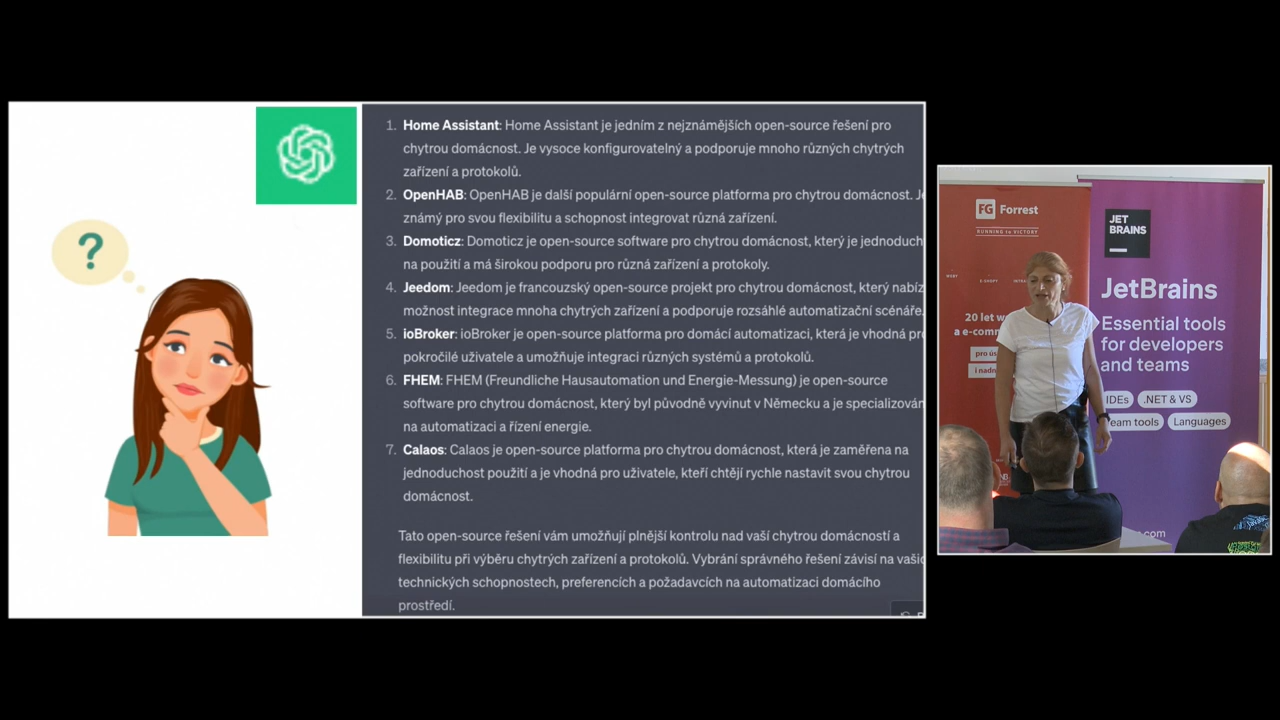 ?
1. Home Assistant: Home Assistant je jedním z nejznámějších open-source řešení pro
chytrou domácnost. Je vysoce konfigurovatelný a podporuje mnoho různých chytrých
zařízení a protokolů.
2. OpenHAB: OpenHAB je další populární open-source platforma pro chytrou domácnost. Je
známý pro svou flexibilitu a schopnost integrovat různá zařízení.
3. Domoticz: Domoticz je open-source software pro chytrou domácnost, který je jednoduch
na použití a má širokou podporu pro různá zařízení a protokoly.
4. Jeedom: Jeedom je francouzský open-source projekt pro chytrou domácnost, který nabíz
možnost integrace mnoha chytrých zařízení a podporuje rozsáhlé automatizační scénáře.
5. ioBroker: ioBroker je open-source platforma pro domácí automatizaci, která je vhodná pro
pokročilé uživatele a umožňuje integraci různých systémů a protokolů.
6. FHEM: FHEM (Freundliche Hausautomation und Energie-Messung) je open-source
software pro chytrou domácnost, který byl původně vyvinut v Německu a je specializován
na automatizaci a řízení energie.
7. Calaos: Calaos je open-source platforma pro chytrou domácnost, která je zaměřena na
jednoduchost použití a je vhodná pro uživatele, kteří chtějí rychle nastavit svou chytrou
domácnost.
Tato open-source řešení vám umožňují plnější kontrolu nad vaší chytrou domácností a
flexibilitu při výběru chytrých zařízení a protokolů. Vybrání správného řešení závisí na vašic
technických schopnostech, preferencích a požadavcích na automatizaci domácího
prostředí.
FG Forrest
RUNNING to VICTORY
E-SHOPY
20 let
a e-com
pro ús
i nadn
JET
BRAINS
JetBrains
Essential tools
for developers
and teams
IDEs
.NET & VS
Team tools
Languages
.com